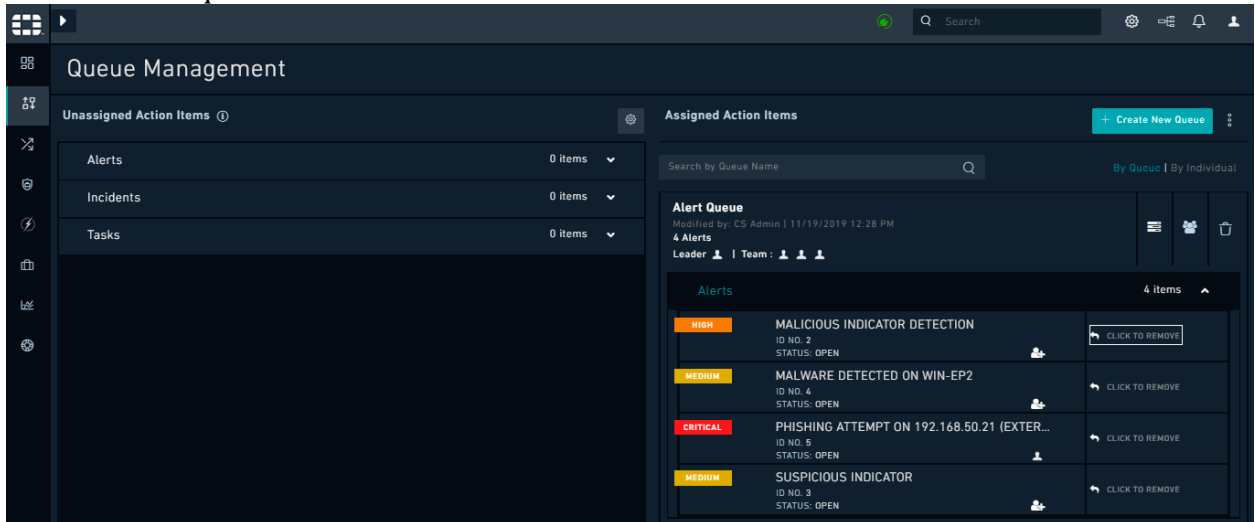 Search
Queue Management
Unassigned Action Items
Alerts 0 items
Incidents 0 items
Tasks 0 items
Assigned Action Items
+ Create New Queue
Search by Queue Name
By Queue | By Individual
Alert Queue
Modified by: CS Admin | 11/19/2019 12:28 PM
4 Alerts
Leader | Team :
Alerts 4 items
HIGH MALICIOUS INDICATOR DETECTION
ID NO. 2
STATUS: OPEN
CLICK TO REMOVE
MEDIUM MALWARE DETECTED ON WIN-EP2
ID NO. 4
STATUS: OPEN
CLICK TO REMOVE
CRITICAL PHISHING ATTEMPT ON 192.168.50.21 (EXTER...
ID NO. 5
STATUS: OPEN
CLICK TO REMOVE
MEDIUM SUSPICIOUS INDICATOR
ID NO. 3
STATUS: OPEN
CLICK TO REMOVE